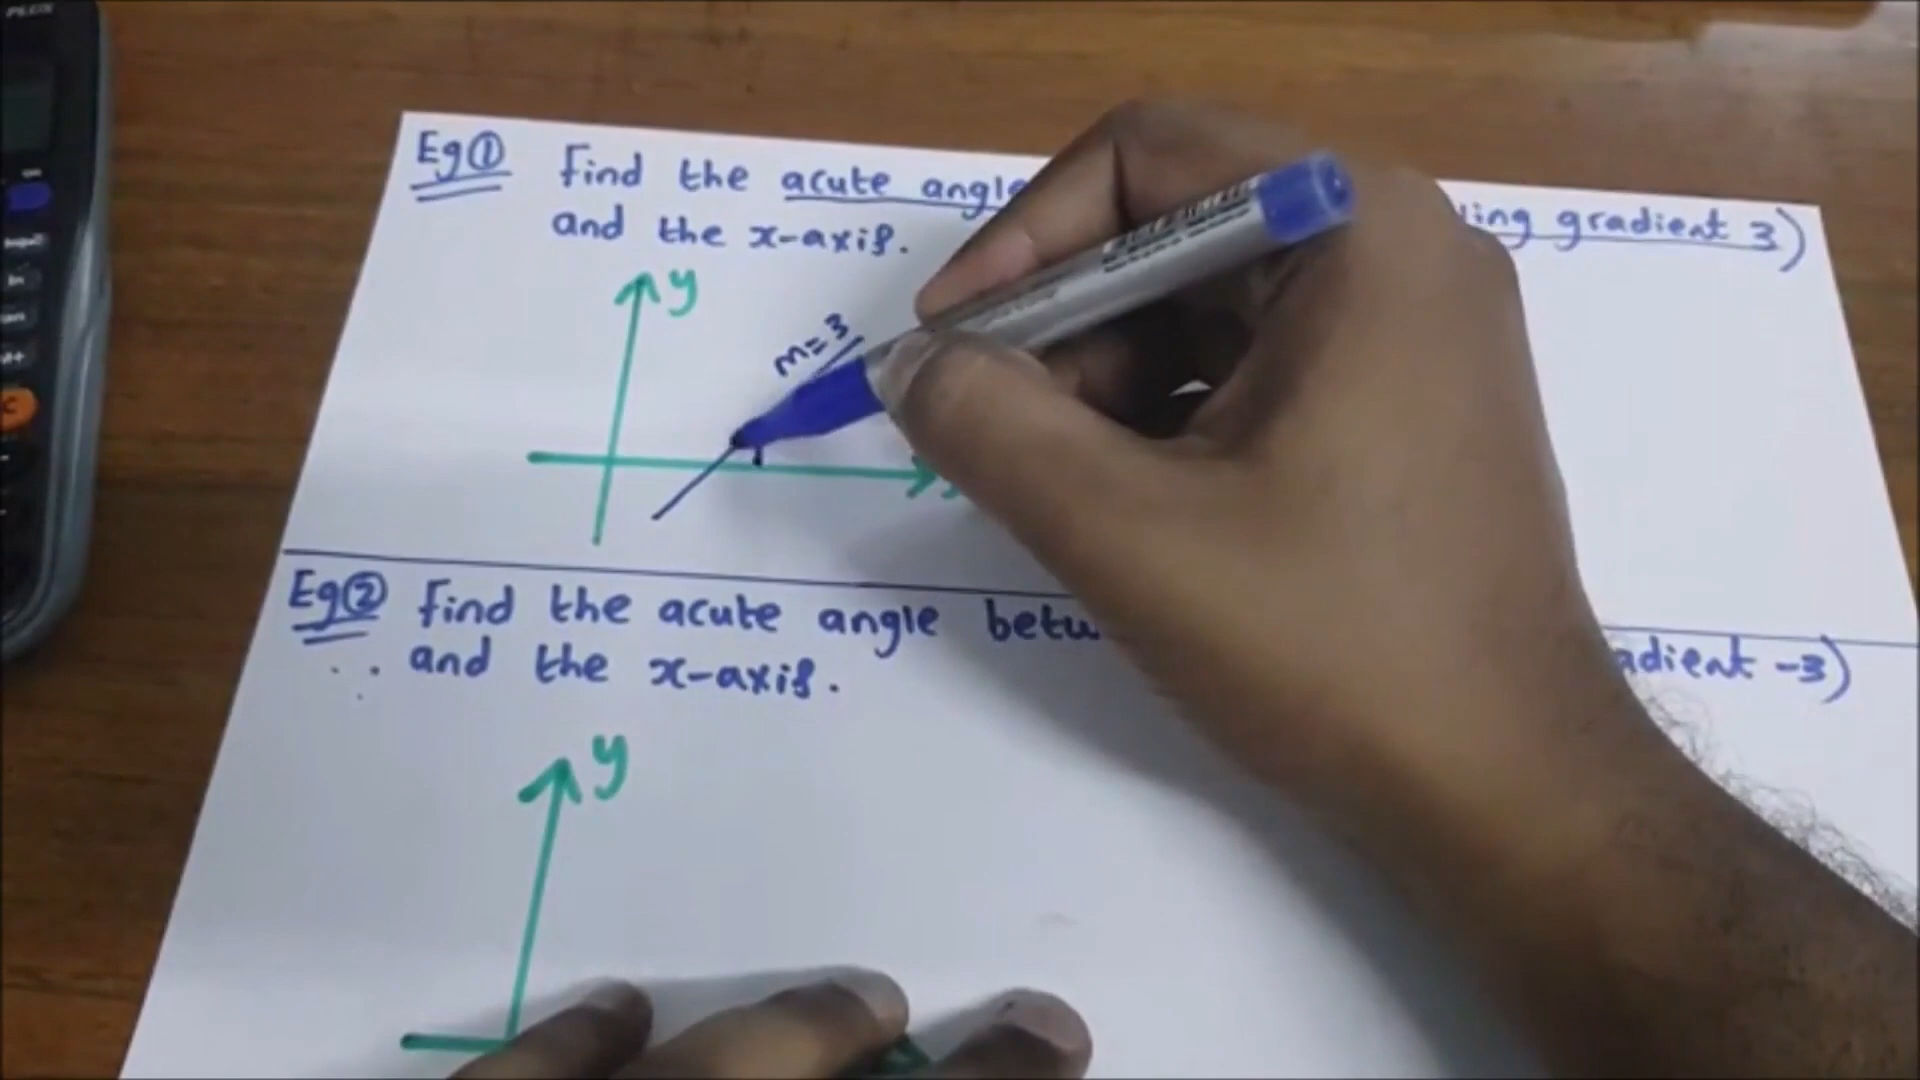 PLUS
Eg① Find the acute angle ing gradient 3)
and the x-axis.
y
m=3
Eg② Find the acute angle adient -3)
and the x-axis.
y